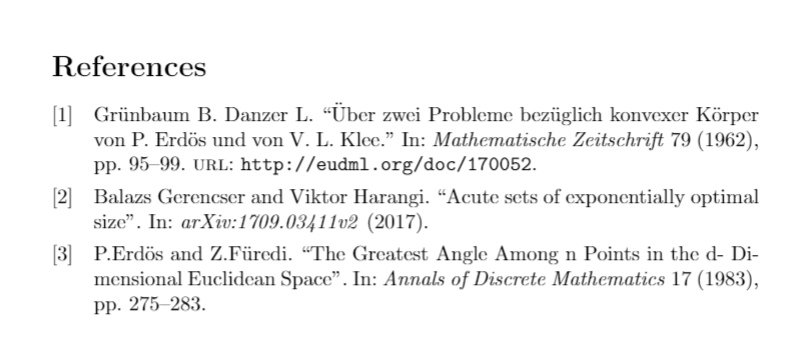 References
[1] Grünbaum B. Danzer L. “Über zwei Probleme bezüglich konvexer Körper
von P. Erdös und von V. L. Klee.” In: Mathematische Zeitschrift 79 (1962),
pp. 95–99. URL: http://eudml.org/doc/170052.
[2] Balazs Gerencser and Viktor Harangi. “Acute sets of exponentially optimal
size”. In: arXiv:1709.03411v2 (2017).
[3] P.Erdös and Z.Füredi. “The Greatest Angle Among n Points in the d- Di-
mensional Euclidean Space”. In: Annals of Discrete Mathematics 17 (1983),
pp. 275–283.